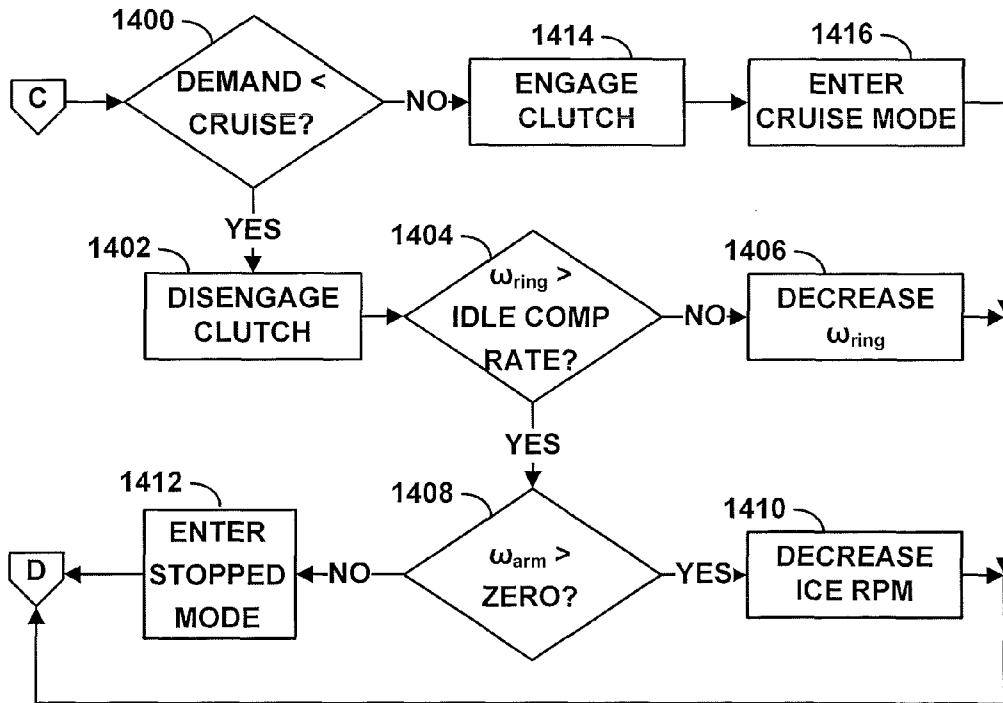 1400
C
DEMAND <
CRUISE?
NO
1414
ENGAGE
CLUTCH
1416
ENTER
CRUISE MODE
YES
1402
DISENGAGE
CLUTCH
1404
ωring >
IDLE COMP
RATE?
NO
1406
DECREASE
ωring
YES
1408
ωarm >
ZERO?
YES
1410
DECREASE
ICE RPM
NO
1412
ENTER
STOPPED
MODE
D